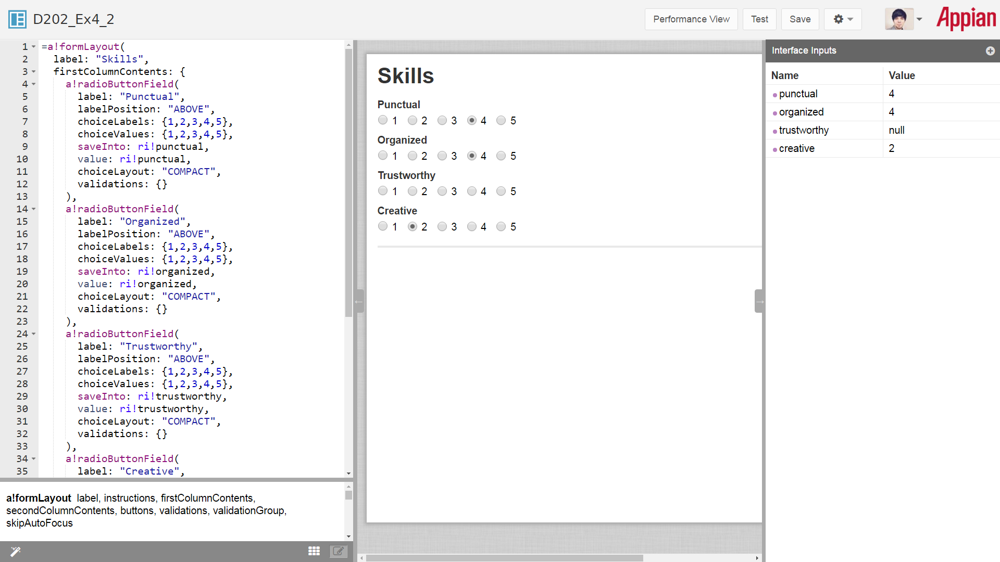 D202_Ex4_2
Performance View
Test
Save
Appian
1 =a!formLayout(
2 label: "Skills",
3 firstColumnContents: {
4 a!radioButtonField(
5 label: "Punctual",
6 labelPosition: "ABOVE",
7 choiceLabels: {1,2,3,4,5},
8 choiceValues: {1,2,3,4,5},
9 saveInto: ri!punctual,
10 value: ri!punctual,
11 choiceLayout: "COMPACT",
12 validations: {}
13 ),
14 a!radioButtonField(
15 label: "Organized",
16 labelPosition: "ABOVE",
17 choiceLabels: {1,2,3,4,5},
18 choiceValues: {1,2,3,4,5},
19 saveInto: ri!organized,
20 value: ri!organized,
21 choiceLayout: "COMPACT",
22 validations: {}
23 ),
24 a!radioButtonField(
25 label: "Trustworthy",
26 labelPosition: "ABOVE",
27 choiceLabels: {1,2,3,4,5},
28 choiceValues: {1,2,3,4,5},
29 saveInto: ri!trustworthy,
30 value: ri!trustworthy,
31 choiceLayout: "COMPACT",
32 validations: {}
33 ),
34 a!radioButtonField(
35 label: "Creative",
a!formLayout label, instructions, firstColumnContents,
secondColumnContents, buttons, validations, validationGroup,
skipAutoFocus
Skills
Punctual
1 2 3 4 5
Organized
1 2 3 4 5
Trustworthy
1 2 3 4 5
Creative
1 2 3 4 5
Interface Inputs
Name Value
punctual 4
organized 4
trustworthy null
creative 2